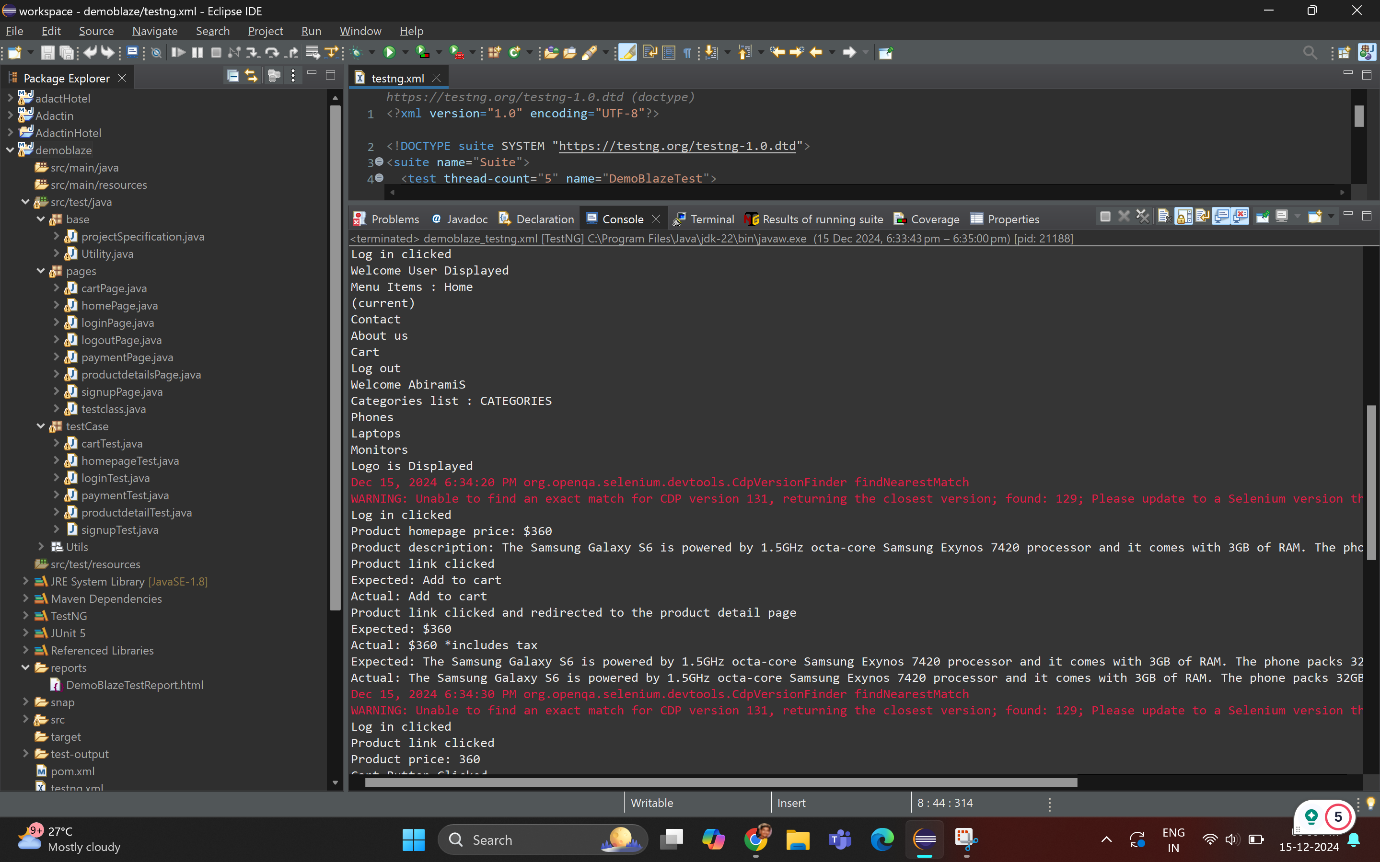 workspace - demoblaze/testng.xml - Eclipse IDE
File Edit Source Navigate Search Project Run Window Help
Package Explorer
adactHotel
Adactin
AdactinHotel
demoblaze
src/main/java
src/main/resources
src/test/java
base
projectSpecification.java
Utility.java
pages
cartPage.java
homePage.java
loginPage.java
logoutPage.java
paymentPage.java
productdetailsPage.java
signupPage.java
testclass.java
testCase
cartTest.java
homepageTest.java
loginTest.java
paymentTest.java
productdetailTest.java
signupTest.java
Utils
src/test/resources
JRE System Library [JavaSE-1.8]
Maven Dependencies
TestNG
JUnit 5
Referenced Libraries
reports
DemoBlazeTestReport.html
snap
src
target
test-output
pom.xml
testng.xml
testng.xml
https://testng.org/testng-1.0.dtd (doctype)
1 <?xml version="1.0" encoding="UTF-8"?>
2 <!DOCTYPE suite SYSTEM "https://testng.org/testng-1.0.dtd">
3 <suite name="Suite">
4 <test thread-count="5" name="DemoBlazeTest">
Problems Javadoc Declaration Console Terminal Results of running suite Coverage Properties
<terminated> demoblaze_testng.xml [TestNG] C:\Program Files\Java\jdk-22\bin\javaw.exe (15 Dec 2024, 6:33:43 pm – 6:35:00 pm) [pid: 21188]
Log in clicked
Welcome User Displayed
Menu Items : Home
(current)
Contact
About us
Cart
Log out
Welcome AbiramiS
Categories list : CATEGORIES
Phones
Laptops
Monitors
Logo is Displayed
Dec 15, 2024 6:34:20 PM org.openqa.selenium.devtools.CdpVersionFinder findNearestMatch
WARNING: Unable to find an exact match for CDP version 131, returning the closest version; found: 129; Please update to a Selenium version th
Log in clicked
Product homepage price: $360
Product description: The Samsung Galaxy S6 is powered by 1.5GHz octa-core Samsung Exynos 7420 processor and it comes with 3GB of RAM. The pho
Product link clicked
Expected: Add to cart
Actual: Add to cart
Product link clicked and redirected to the product detail page
Expected: $360
Actual: $360 *includes tax
Expected: The Samsung Galaxy S6 is powered by 1.5GHz octa-core Samsung Exynos 7420 processor and it comes with 3GB of RAM. The phone packs 32
Actual: The Samsung Galaxy S6 is powered by 1.5GHz octa-core Samsung Exynos 7420 processor and it comes with 3GB of RAM. The phone packs 32GB
Dec 15, 2024 6:34:30 PM org.openqa.selenium.devtools.CdpVersionFinder findNearestMatch
WARNING: Unable to find an exact match for CDP version 131, returning the closest version; found: 129; Please update to a Selenium version th
Log in clicked
Product link clicked
Product price: 360
Cart Button Clicked
Writable Insert 8 : 44 : 314
5
9+
27°C
Mostly cloudy
Search
ENG
IN
15-12-2024